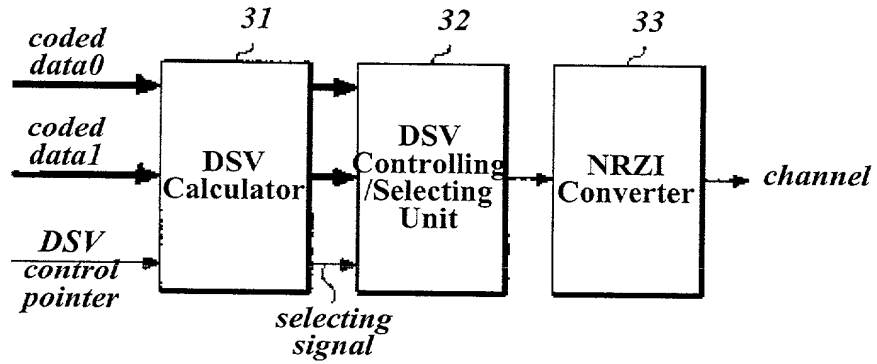 31
32
33
coded
data0
coded
data1
DSV
control
pointer
DSV
Calculator
selecting
signal
DSV
Controlling
/Selecting
Unit
NRZI
Converter
channel